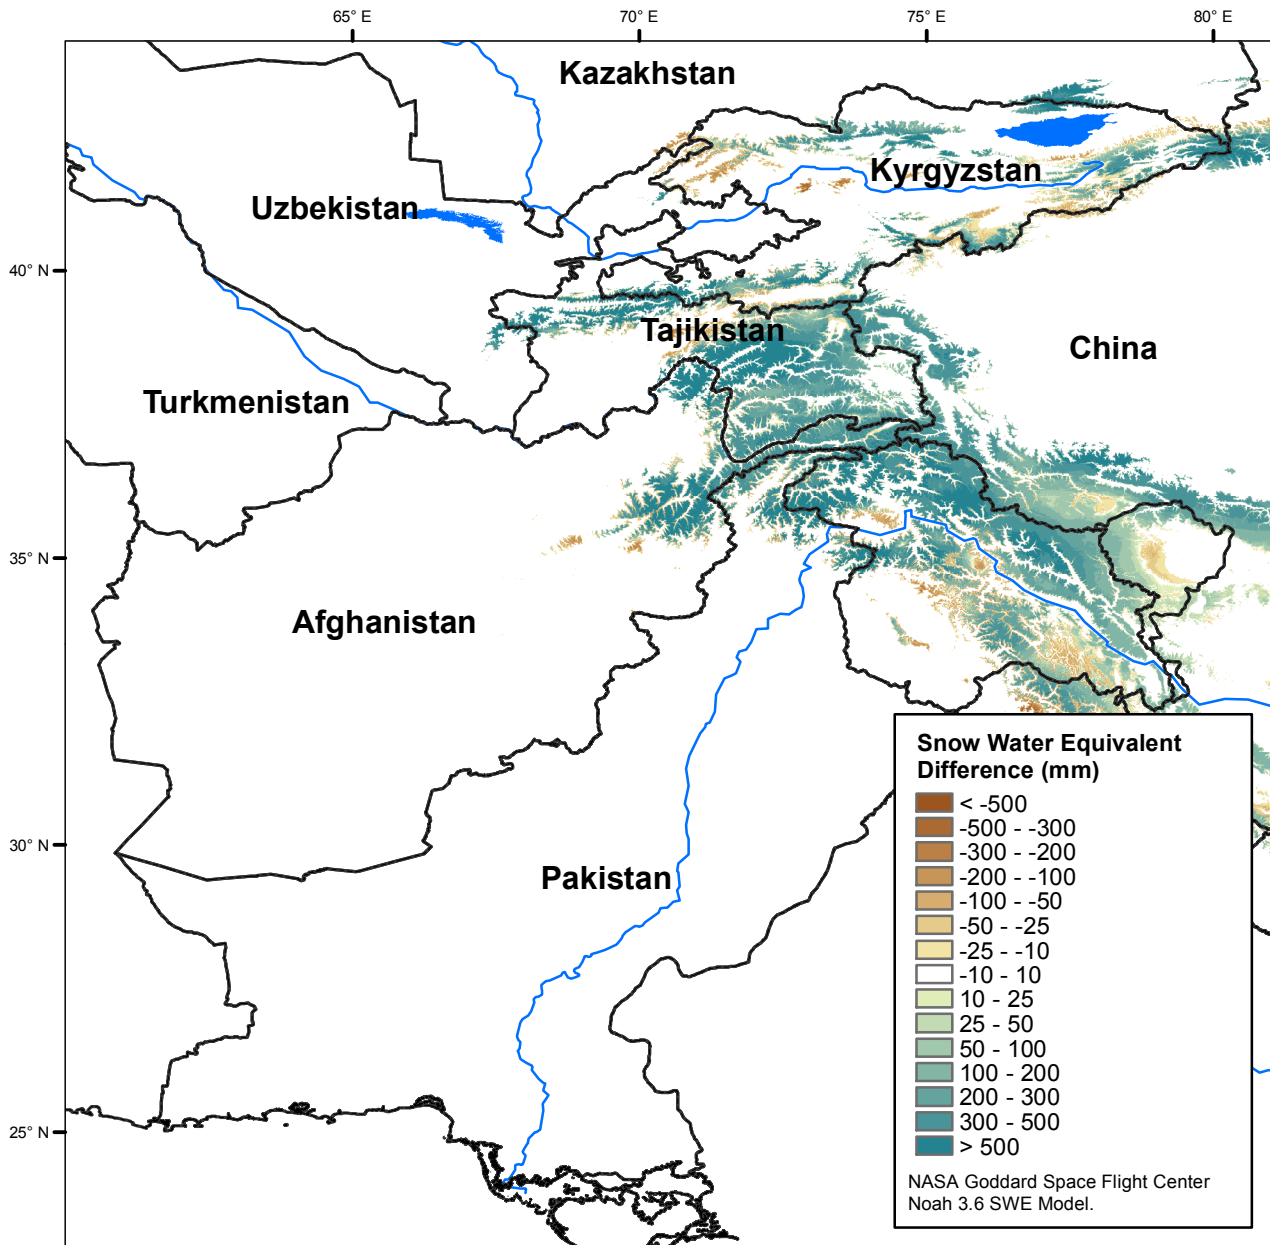 65° E
70° E
75° E
80° E
Kazakhstan
Kyrgyzstan
Uzbekistan
40° N
Tajikistan
China
Turkmenistan
35° N
Afghanistan
30° N
Pakistan
25° N
Snow Water Equivalent
Difference (mm)
< -500
-500 - -300
-300 - -200
-200 - -100
-100 - -50
-50 - -25
-25 - -10
-10 - 10
10 - 25
25 - 50
50 - 100
100 - 200
200 - 300
300 - 500
> 500
NASA Goddard Space Flight Center
Noah 3.6 SWE Model.